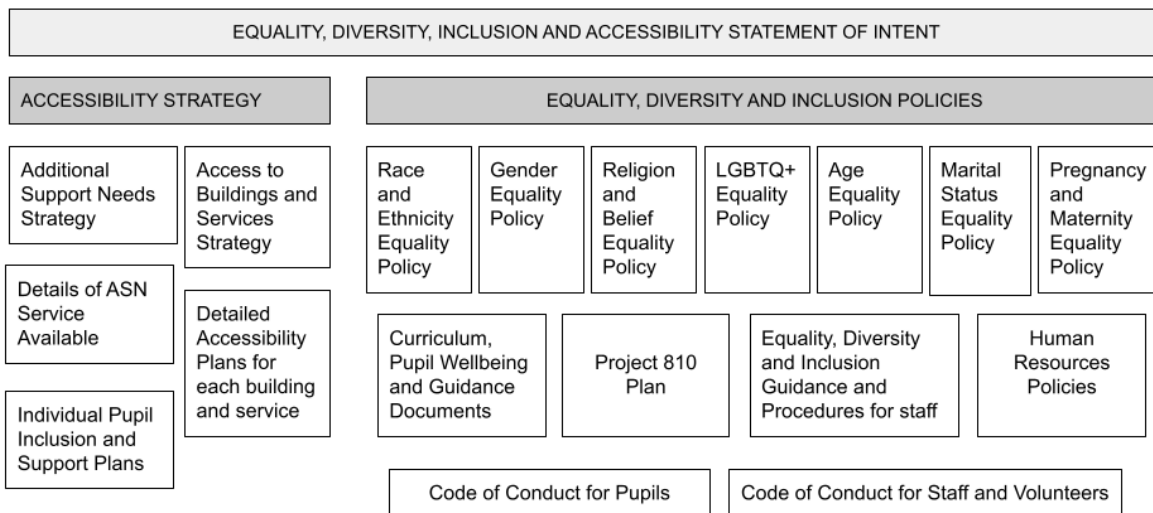 EQUALITY, DIVERSITY, INCLUSION AND ACCESSIBILITY STATEMENT OF INTENT
ACCESSIBILITY STRATEGY
Additional
Support Needs
Strategy
Access to
Buildings and
Services
Strategy
Details of ASN
Service
Available
Detailed
Accessibility
Plans for
each building
and service
Individual Pupil
Inclusion and
Support Plans
EQUALITY, DIVERSITY AND INCLUSION POLICIES
Race
and
Ethnicity
Equality
Policy
Gender
Equality
Policy
Religion
and
Belief
Equality
Policy
LGBTQ+
Equality
Policy
Age
Equality
Policy
Marital
Status
Equality
Policy
Pregnancy
and
Maternity
Equality
Policy
Curriculum,
Pupil Wellbeing
and Guidance
Documents
Project 810
Plan
Equality, Diversity
and Inclusion
Guidance and
Procedures for staff
Human
Resources
Policies
Code of Conduct for Pupils
Code of Conduct for Staff and Volunteers